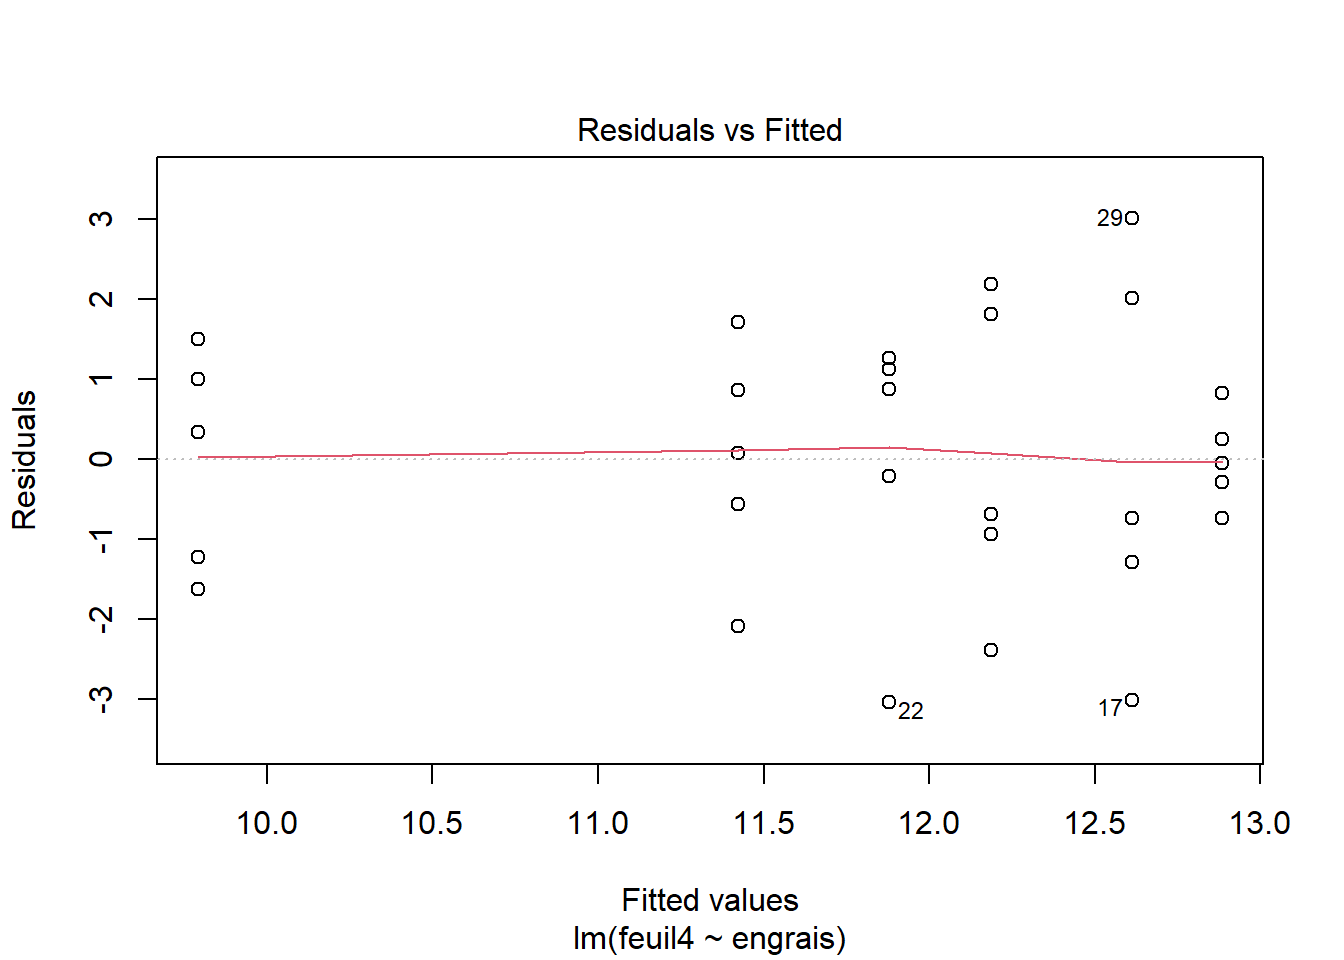 Residuals vs Fitted
Residuals
3
2
1
0
-1
-2
-3
29
22
17
10.0 10.5 11.0 11.5 12.0 12.5 13.0
Fitted values
lm(feuil4 ~ engrais)